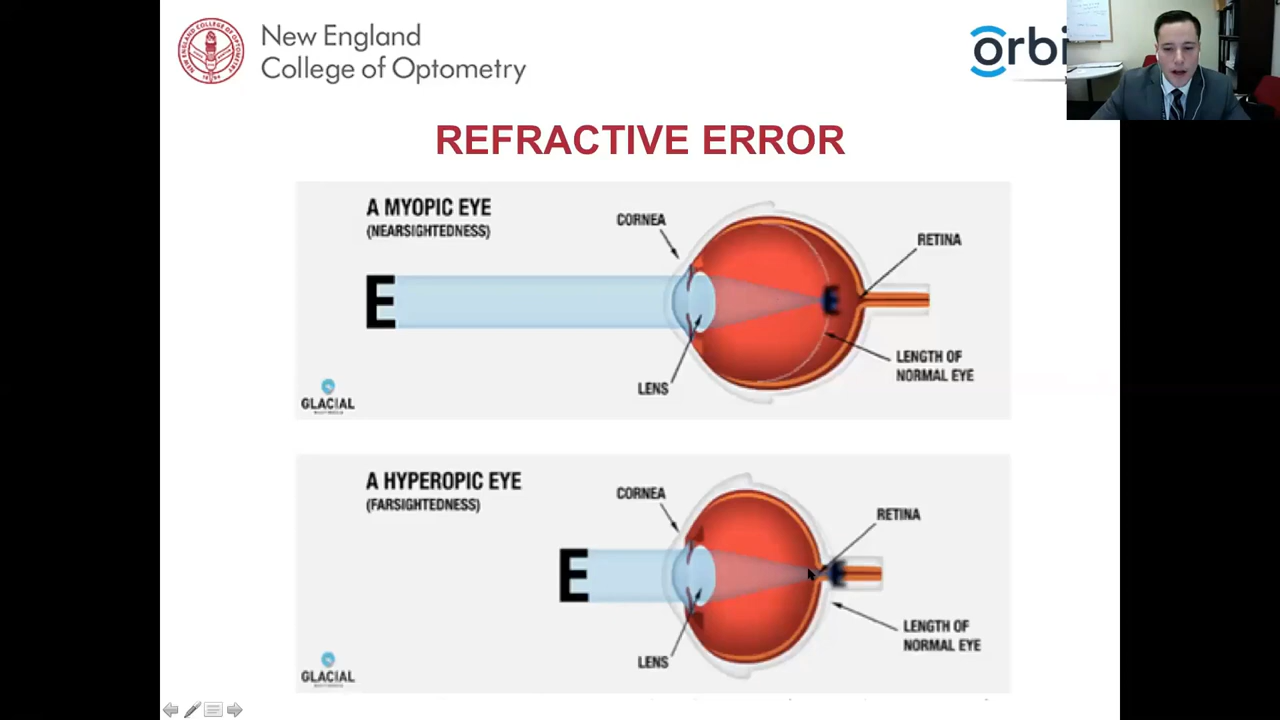 New England
College of Optometry
orbi
REFRACTIVE ERROR
A MYOPIC EYE
(NEARSIGHTEDNESS)
CORNEA
RETINA
E
E
LENS
LENGTH OF
NORMAL EYE
GLACIAL
A HYPEROPIC EYE
(FARSIGHTEDNESS)
CORNEA
RETINA
E
E
LENS
LENGTH OF
NORMAL EYE
GLACIAL